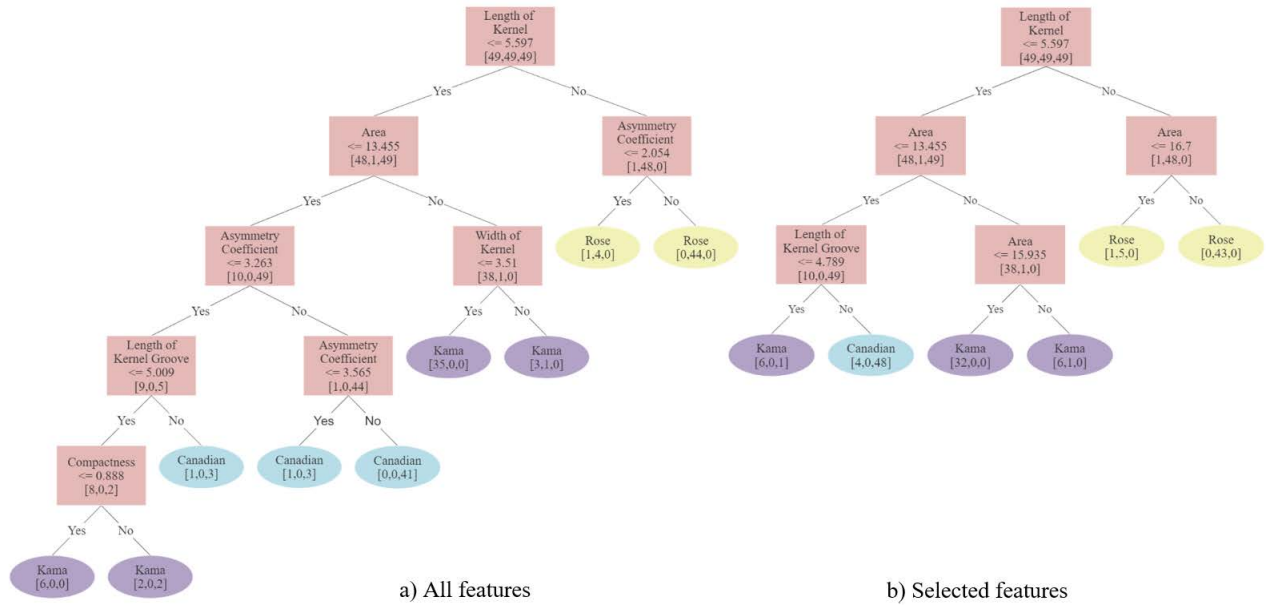 Length of
Kernel
<= 5.597
[49,49,49]
Yes
No
Area
<= 13.455
[48,1,49]
Asymmetry
Coefficient
<= 2.054
[1,48,0]
Yes
No
Yes
No
Asymmetry
Coefficient
<= 3.263
[10,0,49]
Width of
Kernel
<= 3.51
[38,1,0]
Rose
[1,4,0]
Rose
[0,44,0]
Yes
No
Yes
No
Length of
Kernel Groove
<= 5.009
[9,0,5]
Asymmetry
Coefficient
<= 3.565
[1,0,44]
Kama
[35,0,0]
Kama
[3,1,0]
Yes
No
Yes
No
Compactness
<= 0.888
[8,0,2]
Canadian
[1,0,3]
Canadian
[1,0,3]
Canadian
[0,0,41]
Yes
No
Kama
[6,0,0]
Kama
[2,0,2]
a) All features
Length of
Kernel
<= 5.597
[49,49,49]
Yes
No
Area
<= 13.455
[48,1,49]
Area
<= 16.7
[1,48,0]
Yes
No
Yes
No
Length of
Kernel Groove
<= 4.789
[10,0,49]
Area
<= 15.935
[38,1,0]
Rose
[1,5,0]
Rose
[0,43,0]
Yes
No
Yes
No
Kama
[6,0,1]
Canadian
[4,0,48]
Kama
[32,0,0]
Kama
[6,1,0]
b) Selected features